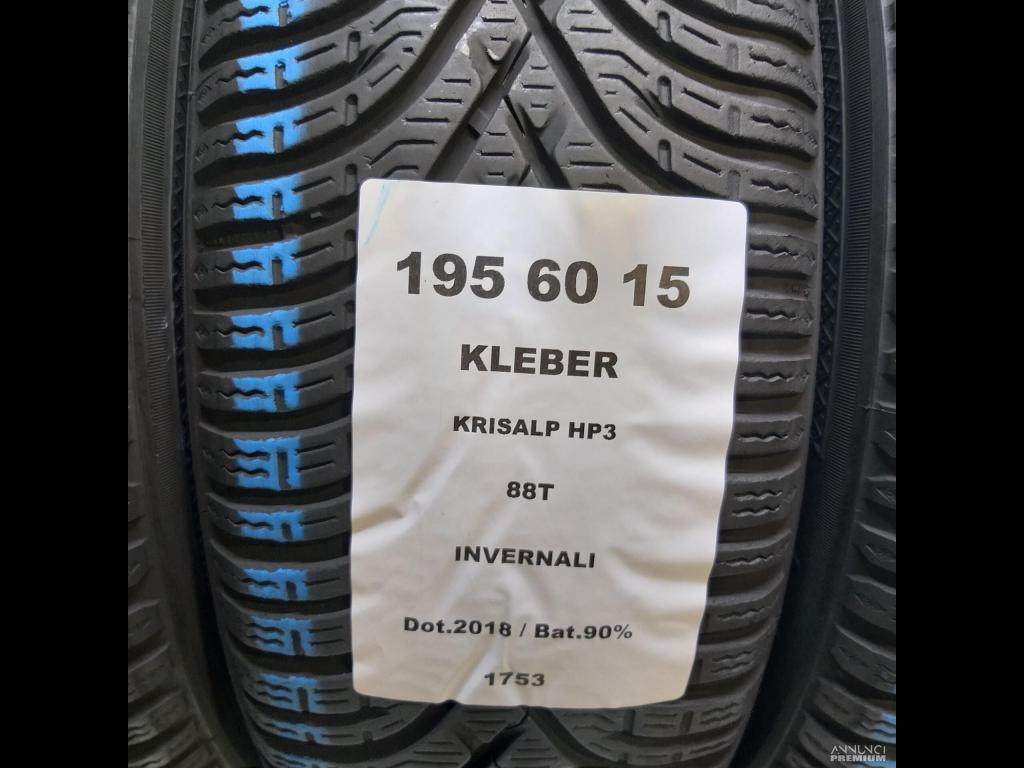 195 60 15
KLEBER
KRISALP HP3
88T
INVERNALI
Dot.2018 / Bat.90%
1753
ANNUNCI
PREMIUM